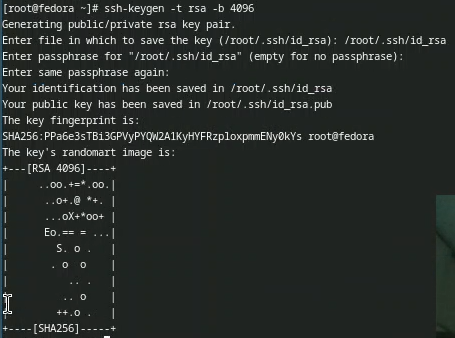 [root@fedora ~]# ssh-keygen -t rsa -b 4096
Generating public/private rsa key pair.
Enter file in which to save the key (/root/.ssh/id_rsa): /root/.ssh/id_rsa
Enter passphrase for "/root/.ssh/id_rsa" (empty for no passphrase):
Enter same passphrase again:
Your identification has been saved in /root/.ssh/id_rsa
Your public key has been saved in /root/.ssh/id_rsa.pub
The key fingerprint is:
SHA256:PPa6e3sTBi3GPVyPYQW2A1KyHYFRzploxpmmENy0kYs root@fedora
The key's randomart image is:
+---[RSA 4096]----+
|     ..oo.+=*.oo.|
|      ..o+.@ *+. |
|      ...oX+*oo+ |
|      Eo.== = ...|
|        S. o .   |
|       . o  o    |
|          .. .   |
|         .. o    |
|        ++.o .   |
+----[SHA256]-----+